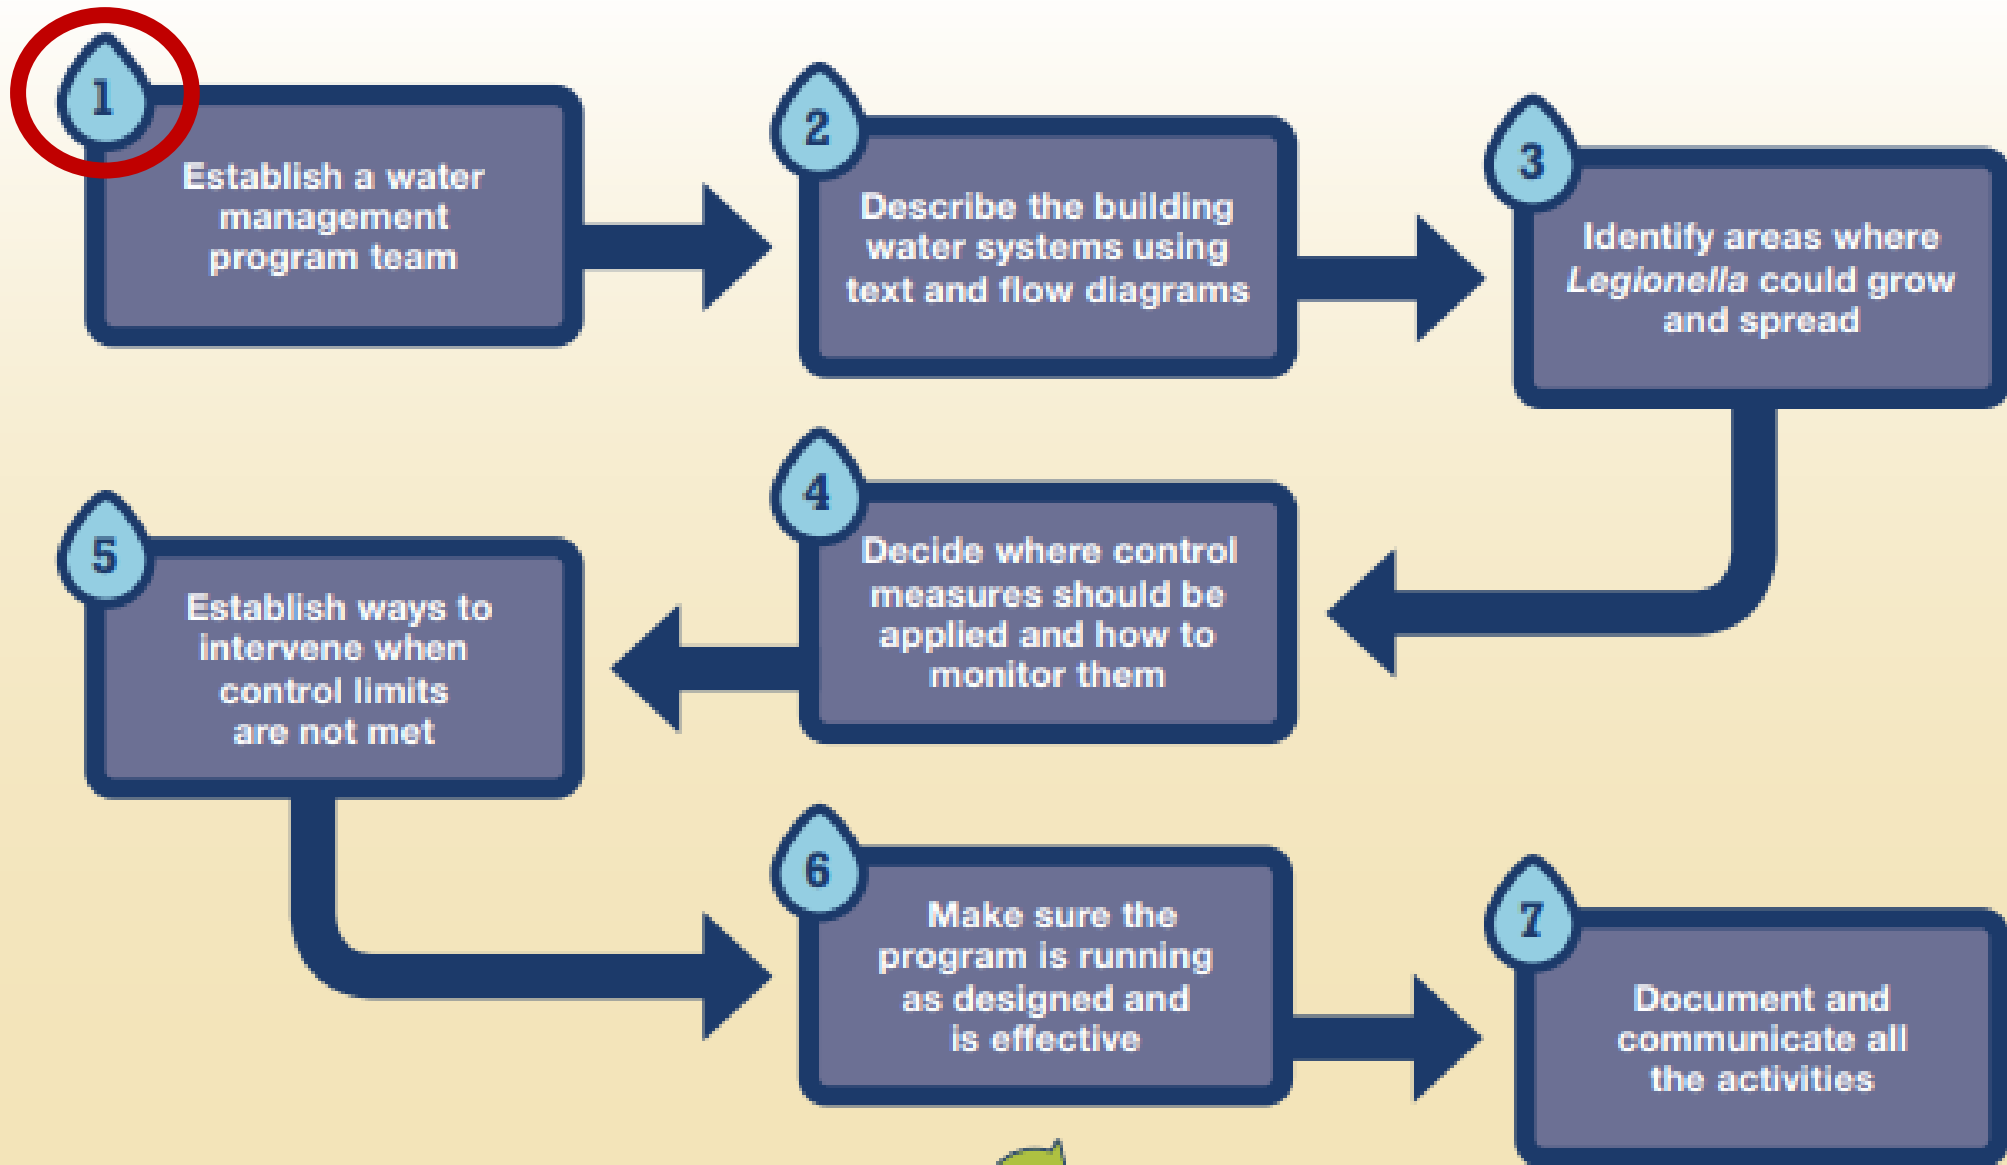 1
Establish a water
management
program team
2
Describe the building
water systems using
text and flow diagrams
3
Identify areas where
Legionella could grow
and spread
4
Decide where control
measures should be
applied and how to
monitor them
5
Establish ways to
intervene when
control limits
are not met
6
Make sure the
program is running
as designed and
is effective
7
Document and
communicate all
the activities